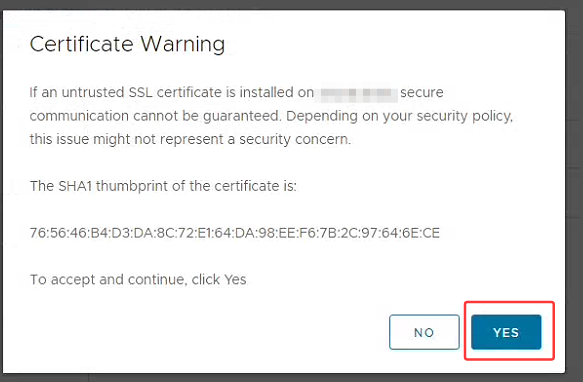 Certificate Warning
If an untrusted SSL certificate is installed on secure
communication cannot be guaranteed. Depending on your security policy,
this issue might not represent a security concern.
The SHA1 thumbprint of the certificate is:
76:56:46:B4:D3:DA:8C:72:E1:64:DA:98:EE:F6:7B:2C:97:64:6E:CE
To accept and continue, click Yes
NO
YES